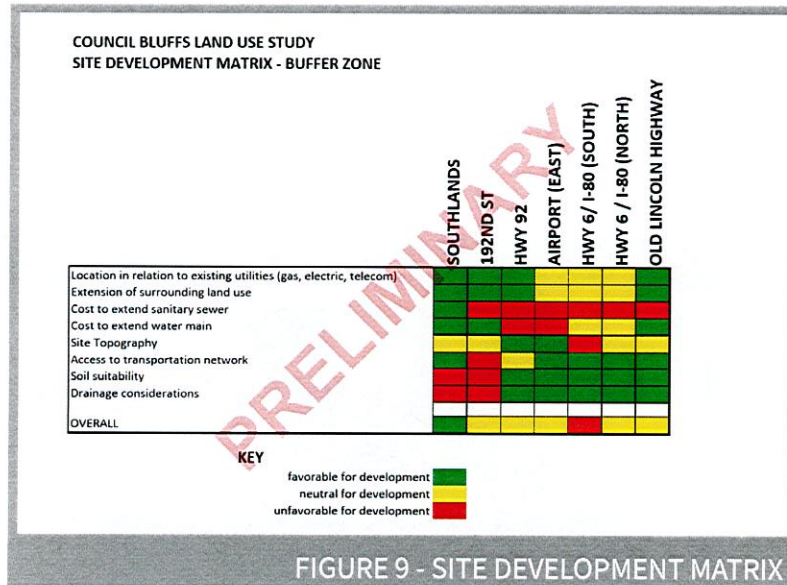 COUNCIL BLUFFS LAND USE STUDY
SITE DEVELOPMENT MATRIX - BUFFER ZONE
PRELIMINARY
SOUTHLANDS
192ND ST
HWY 92
AIRPORT (EAST)
HWY 6/ I-80 (SOUTH)
HWY 6 / I-80 (NORTH)
OLD LINCOLN HIGHWAY
Location in relation to existing utilities (gas, electric, telecom)
Extension of surrounding land use
Cost to extend sanitary sewer
Cost to extend water main
Site Topography
Access to transportation network
Soil suitability
Drainage considerations
OVERALL
KEY
favorable for development
neutral for development
unfavorable for development
FIGURE 9 - SITE DEVELOPMENT MATRIX